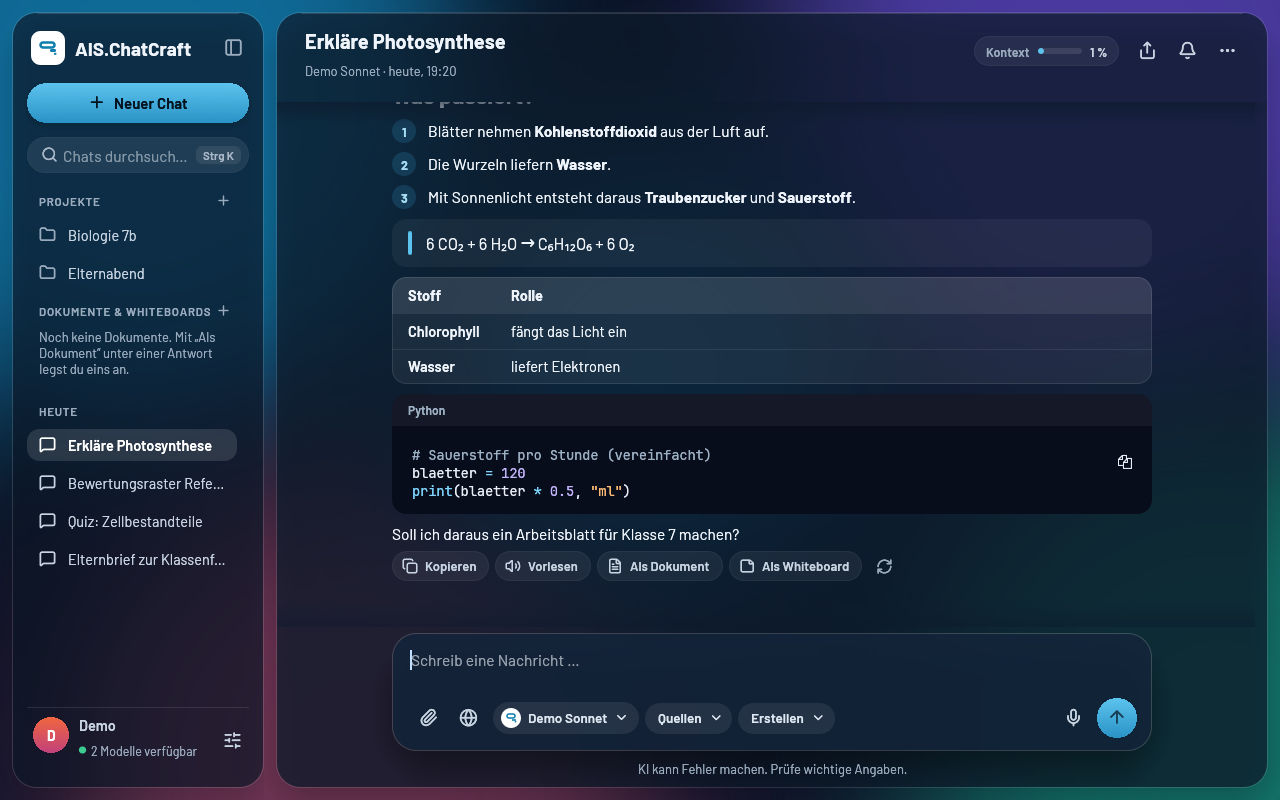 AIS.ChatCraft
Neuer Chat
Chats durchsuch... Strg K
PROJEKTE
Biologie 7b
Elternabend
DOKUMENTE & WHITEBOARDS
Noch keine Dokumente. Mit „Als
Dokument“ unter einer Antwort
legst du eins an.
HEUTE
Erkläre Photosynthese
Bewertungsraster Refe...
Quiz: Zellbestandteile
Elternbrief zur Klassenf...
D
Demo
2 Modelle verfügbar
Erkläre Photosynthese
Demo Sonnet · heute, 19:20
Kontext 1 %
Was passiert?
1 Blätter nehmen Kohlenstoffdioxid aus der Luft auf.
2 Die Wurzeln liefern Wasser.
3 Mit Sonnenlicht entsteht daraus Traubenzucker und Sauerstoff.
6 CO₂ + 6 H₂O → C₆H₁₂O₆ + 6 O₂
Stoff Rolle
Chlorophyll fängt das Licht ein
Wasser liefert Elektronen
Python
# Sauerstoff pro Stunde (vereinfacht)
blaetter = 120
print(blaetter * 0.5, "ml")
Soll ich daraus ein Arbeitsblatt für Klasse 7 machen?
Kopieren Vorlesen Als Dokument Als Whiteboard
Schreib eine Nachricht ...
Demo Sonnet Quellen Erstellen
KI kann Fehler machen. Prüfe wichtige Angaben.